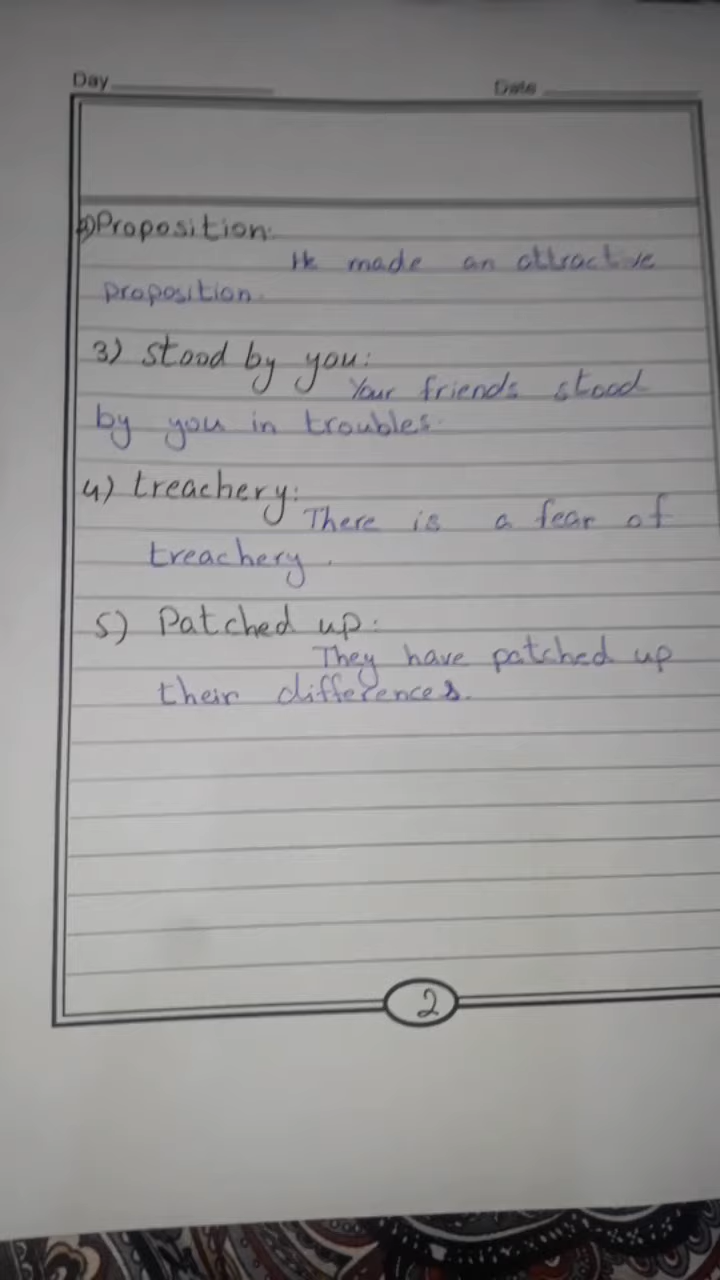 Day
Date
2) Proposition:
He made an attractive
proposition.
3) stood by you:
Your friends stood
by you in troubles.
4) treachery:
There is a fear of
treachery.
5) Patched up:
They have patched up
their differences.
2